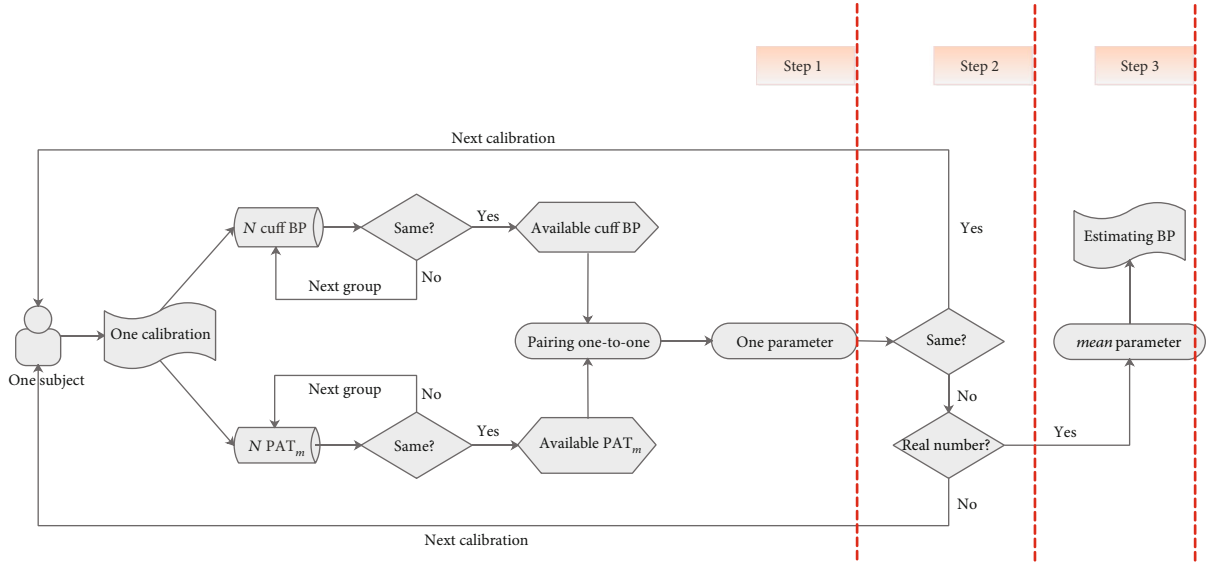 Step 1
Step 2
Step 3
Next calibration
N cuff BP
Same?
Yes
Available cuff BP
Yes
Estimating BP
No
Next group
One calibration
Pairing one-to-one
One parameter
Same?
mean parameter
One subject
Next group
No
No
N PATm
Same?
Yes
Available PATm
Real number?
Yes
No
Next calibration